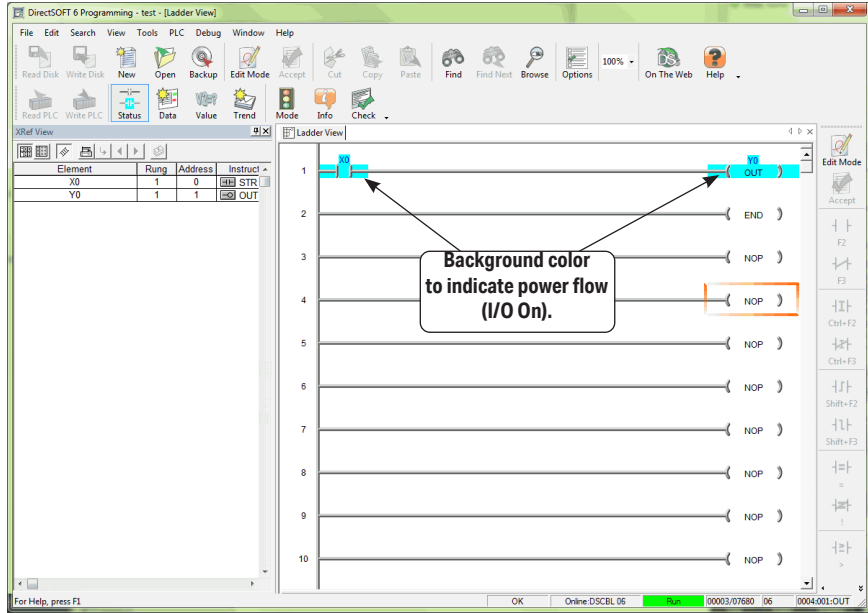 DirectSOFT 6 Programming - test - [Ladder View]
File Edit Search View Tools PLC Debug Window Help
Read Disk Write Disk New Open Backup Edit Mode Accept Cut Copy Paste Find Find Next Browse Options 100% On The Web Help
Read PLC Write PLC Status Data Value Trend Mode Info Check
XRef View
Element Rung Address Instruct
X0 1 0 STR
Y0 1 1 OUT
Ladder View
1 X0 Y0 OUT
2 END
3 NOP
4 NOP
5 NOP
6 NOP
7 NOP
8 NOP
9 NOP
10 NOP
Background color
to indicate power flow
(I/O On).
Edit Mode
Accept
F2
F3
Ctrl+F2
Ctrl+F3
Shift+F2
Shift+F3
=
!
>
For Help, press F1 OK Online:DSCBL 06 Run 00003/07680 06 0004:001:OUT